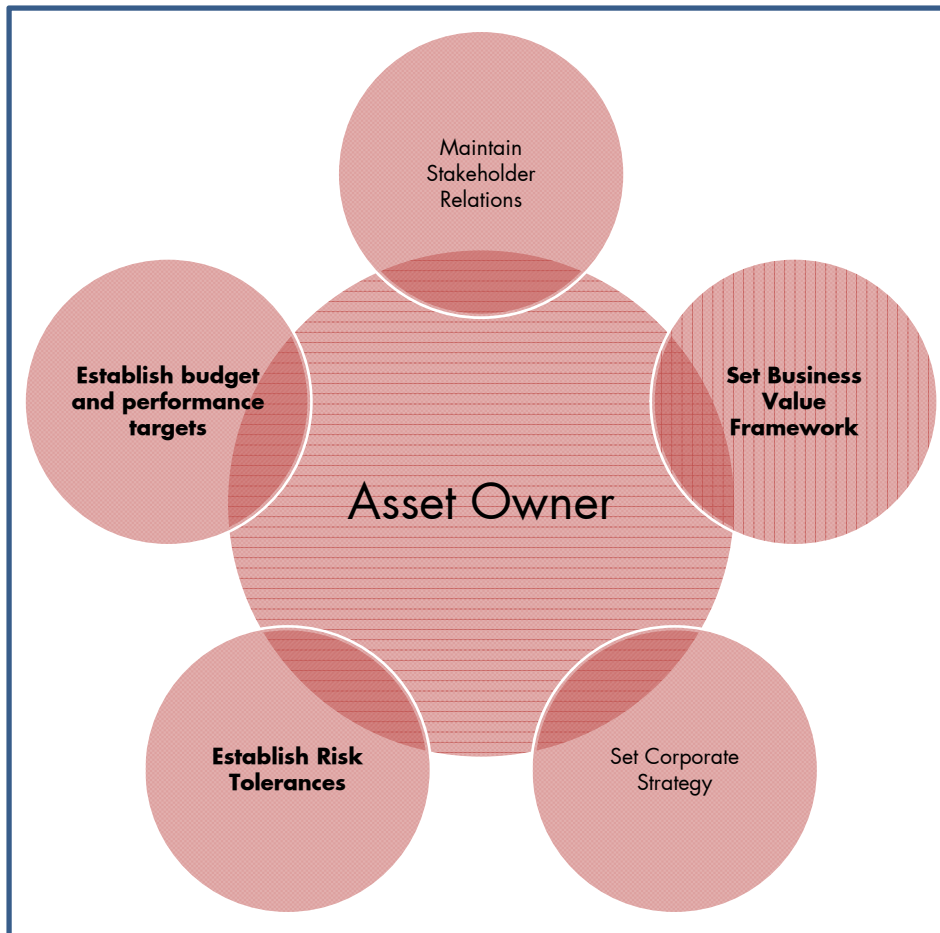 Maintain
Stakeholder
Relations
Establish budget
and performance
targets
Set Business
Value
Framework
Asset Owner
Establish Risk
Tolerances
Set Corporate
Strategy